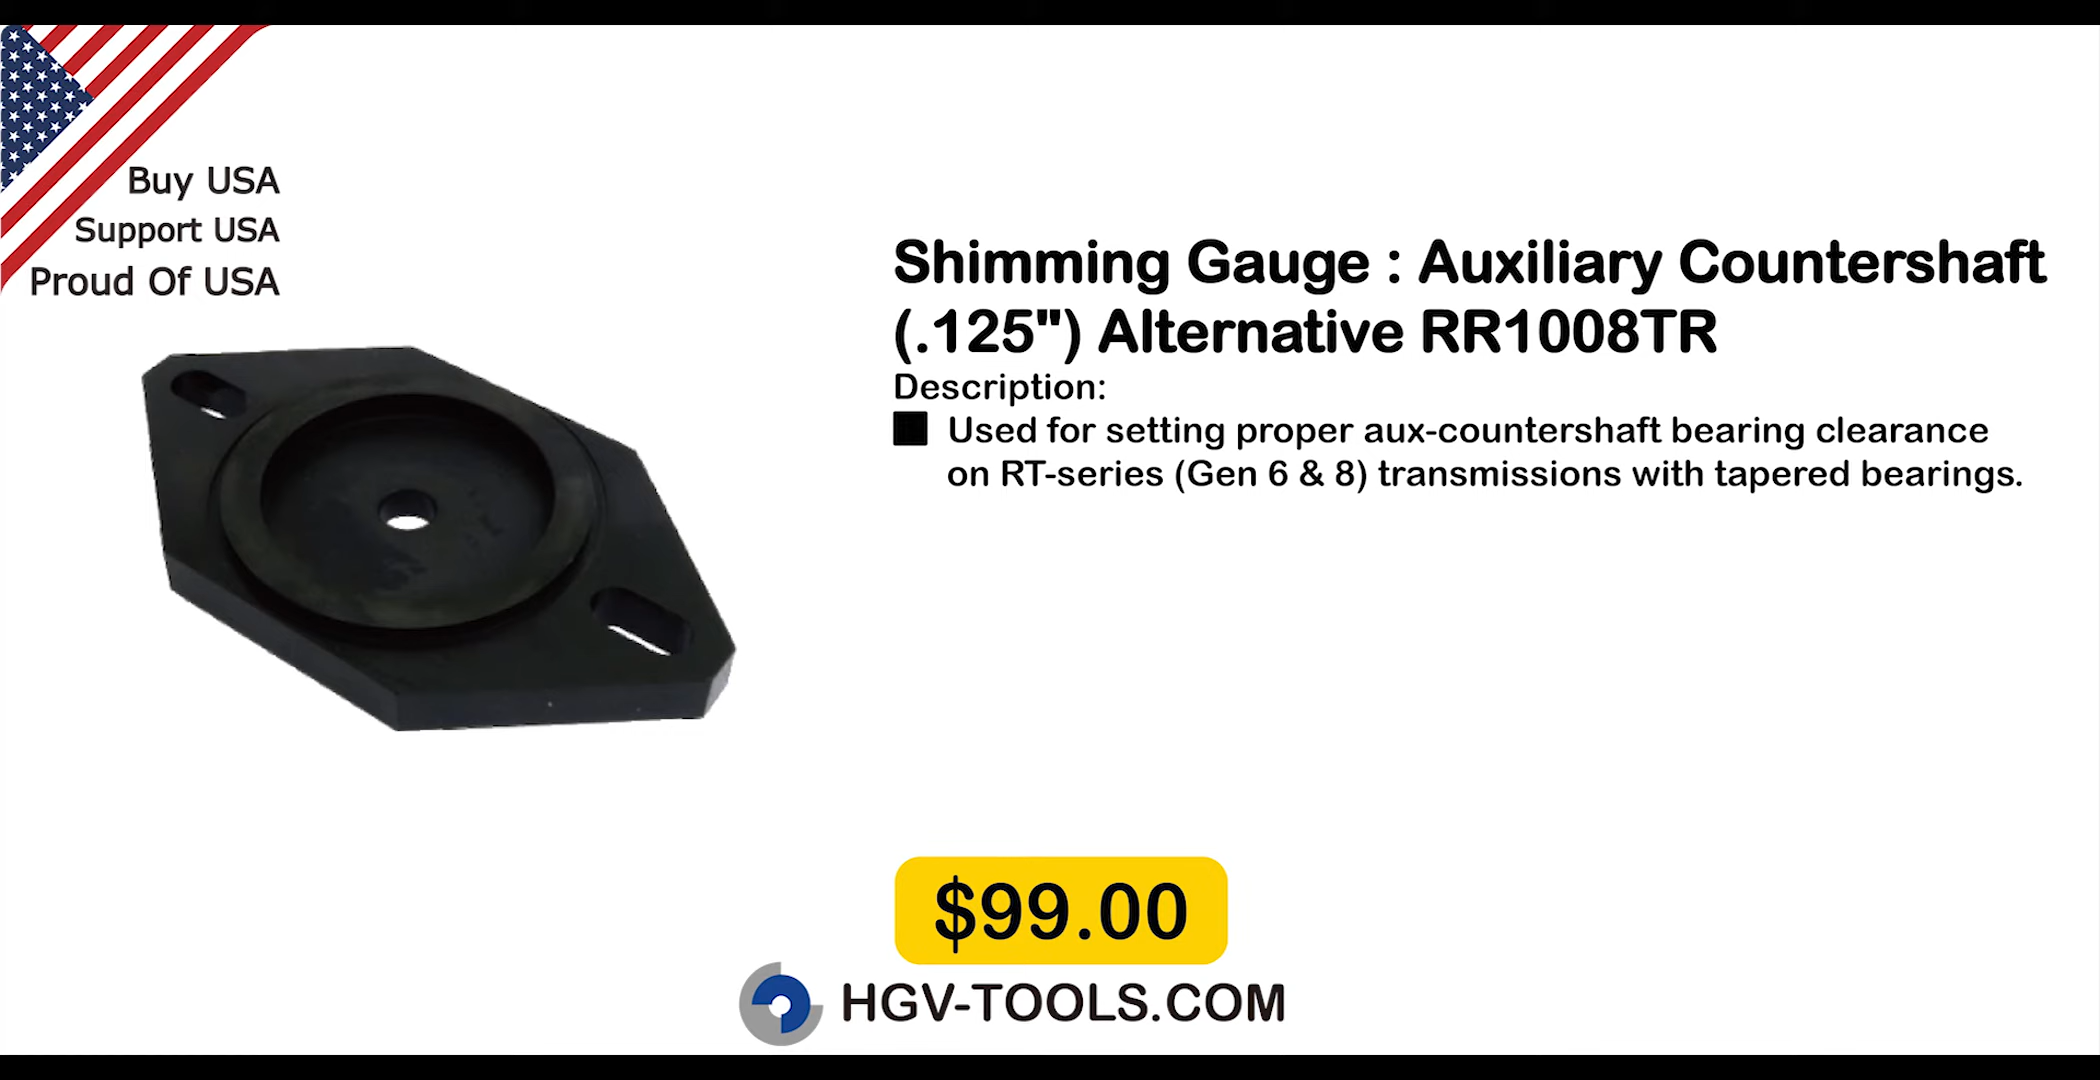 Buy USA
Support USA
Proud Of USA
Shimming Gauge : Auxiliary Countershaft
(.125") Alternative RR1008TR
Description:
Used for setting proper aux-countershaft bearing clearance
on RT-series (Gen 6 & 8) transmissions with tapered bearings.
$99.00
HGV-TOOLS.COM